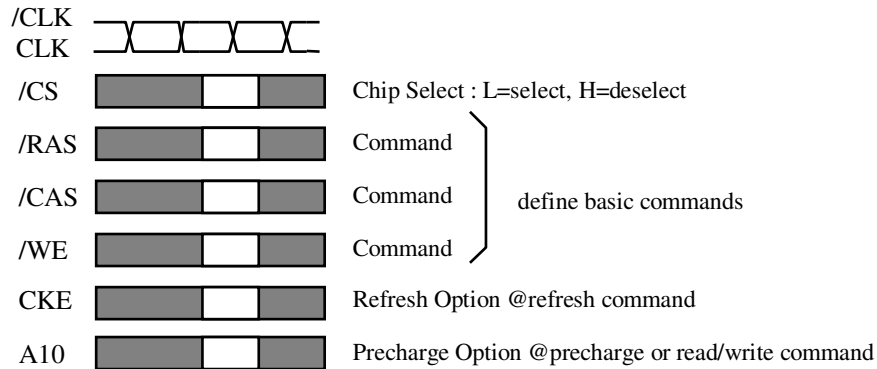 /CLK
CLK
/CS Chip Select : L=select, H=deselect
/RAS Command
/CAS Command define basic commands
/WE Command
CKE Refresh Option @refresh command
A10 Precharge Option @precharge or read/write command